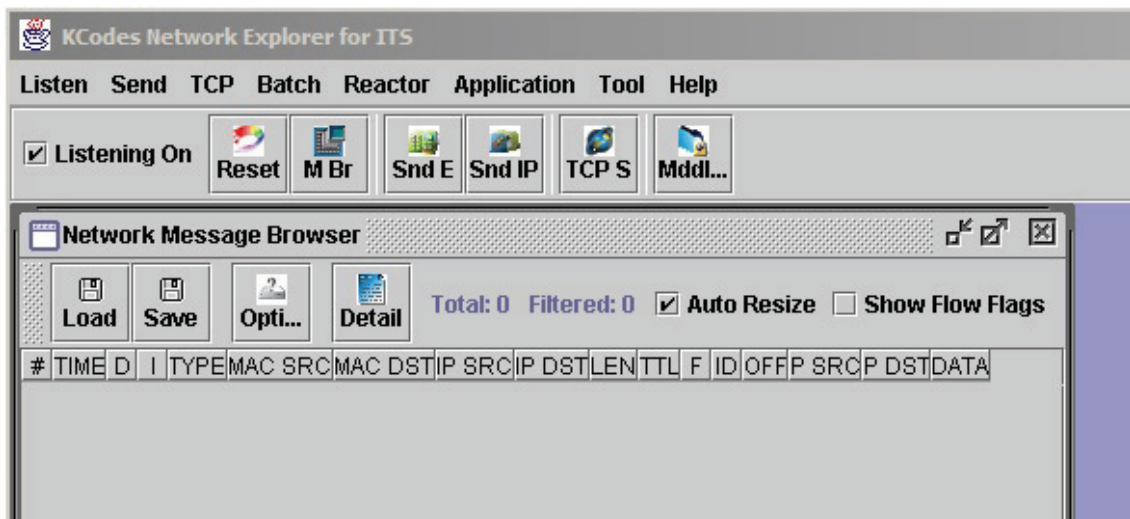 KCodes Network Explorer for ITS
Listen Send TCP Batch Reactor Application Tool Help
Listening On Reset M Br Snd E Snd IP TCP S Mddl...
Network Message Browser
Load Save Opti... Detail Total: 0 Filtered: 0 Auto Resize Show Flow Flags
# TIME D I TYPE MAC SRC MAC DST IP SRC IP DST LEN TTL F ID OFF P SRC P DST DATA